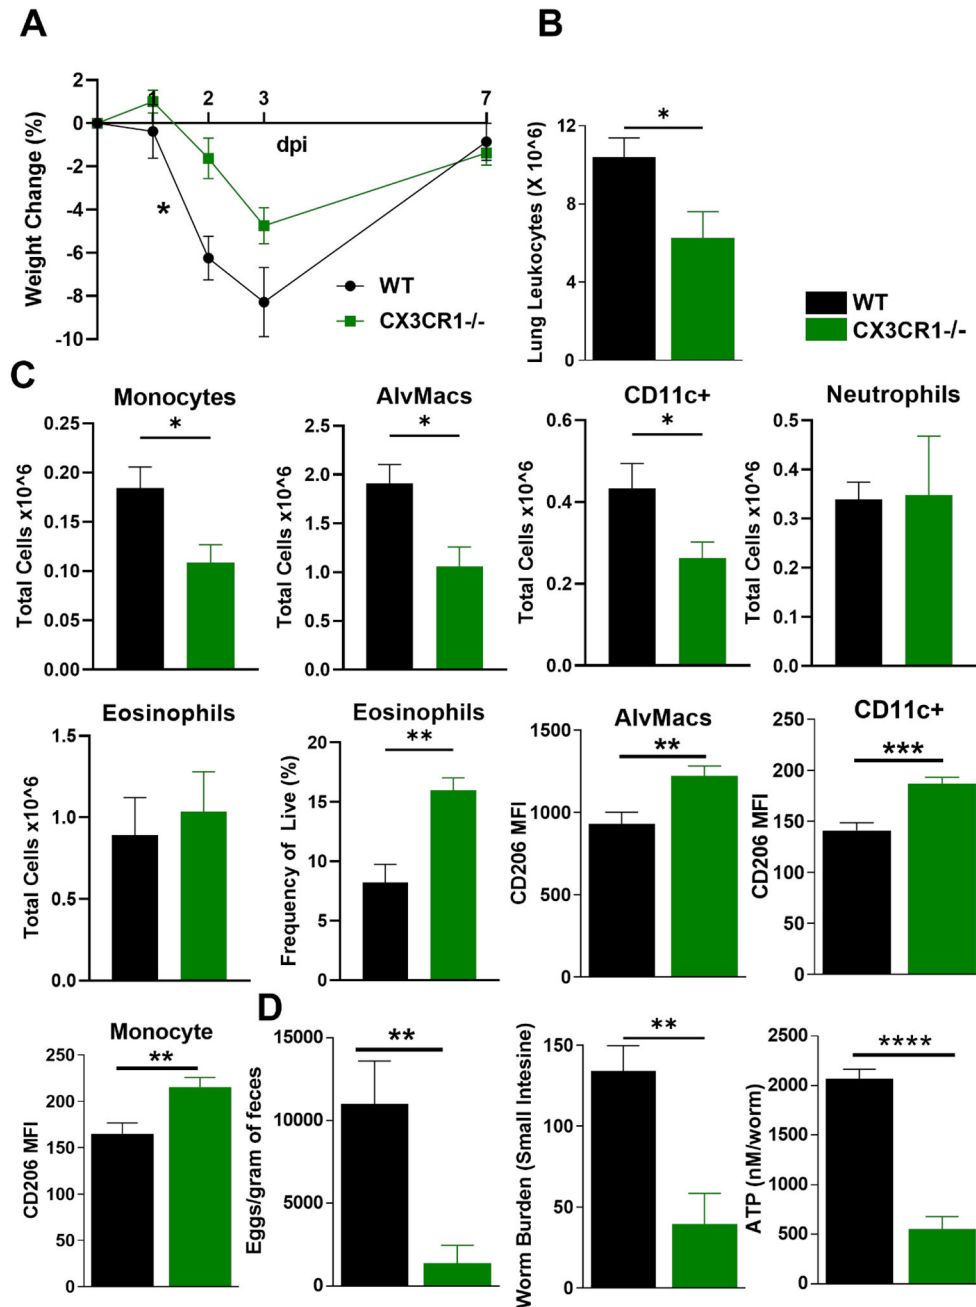 A
Weight Change (%)
2
0
-2
-4
-6
-8
-10
1
2
3
7
dpi
*
WT
CX3CR1-/-
B
Lung Leukocytes (X 10^6)
12
8
4
0
*
WT
CX3CR1-/-
C
Monocytes
Total Cells x10^6
0.25
0.20
0.15
0.10
0.05
0.00
*
AlvMacs
Total Cells x10^6
2.5
2.0
1.5
1.0
0.5
0.0
*
CD11c+
Total Cells x10^6
0.6
0.4
0.2
0.0
*
Neutrophils
Total Cells x10^6
0.5
0.4
0.3
0.2
0.1
0.0
Eosinophils
Total Cells x10^6
1.5
1.0
0.5
0.0
Eosinophils
Frequency of Live (%)
20
15
10
5
0
**
AlvMacs
CD206 MFI
1500
1000
500
0
**
CD11c+
CD206 MFI
250
200
150
100
50
0
***
Monocyte
CD206 MFI
250
200
150
100
50
0
**
D
Eggs/gram of feces
15000
10000
5000
0
**
Worm Burden (Small Intesine)
150
100
50
0
**
ATP (nM/worm)
2500
2000
1500
1000
500
0
****